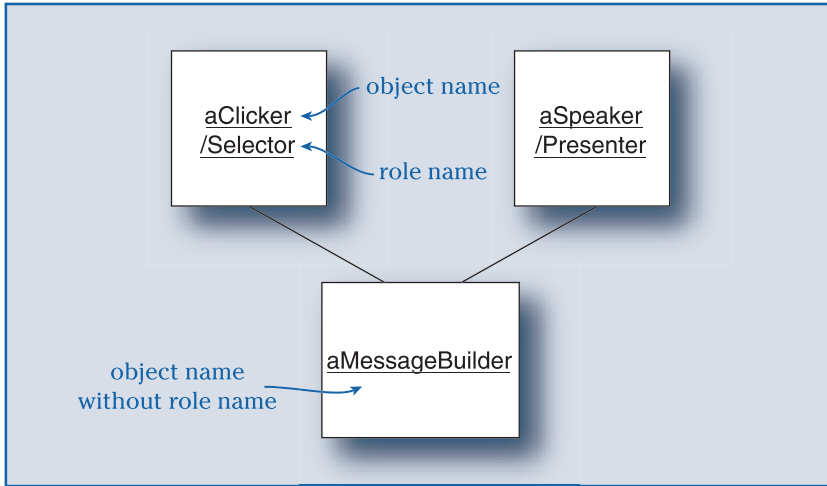 aClicker
/Selector
object name
role name
aSpeaker
/Presenter
aMessageBuilder
object name
without role name